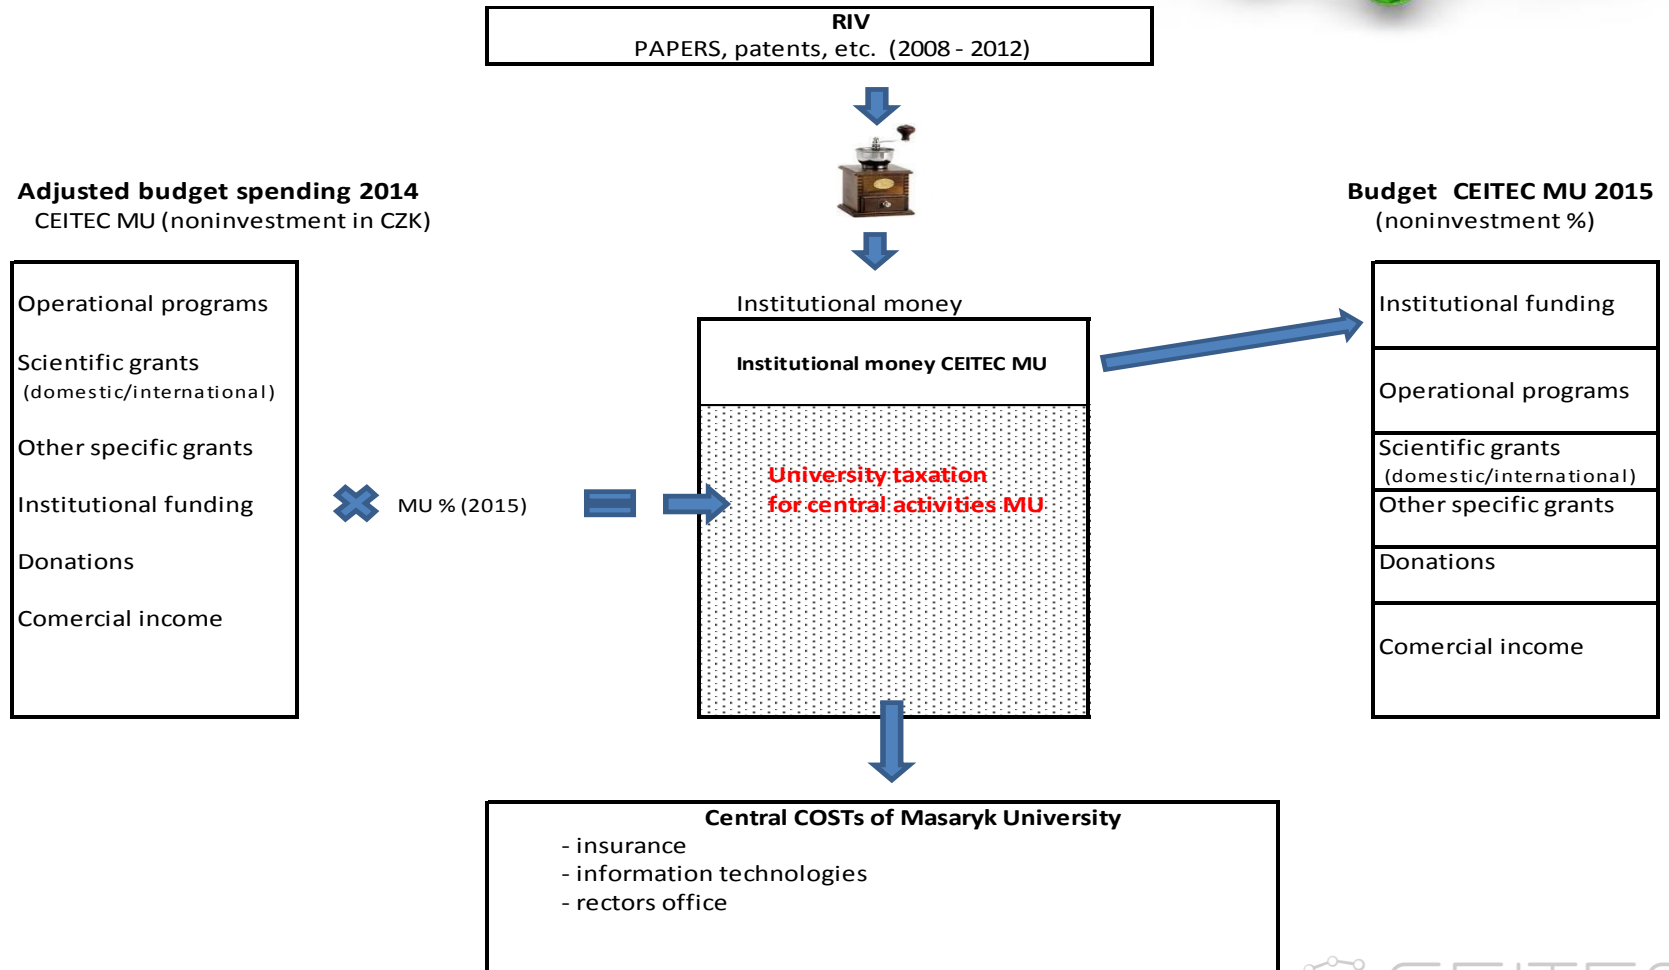 RIV
PAPERS, patents, etc. (2008 - 2012)
Adjusted budget spending 2014
CEITEC MU (noninvestment in CZK)
Operational programs
Scientific grants
(domestic/international)
Other specific grants
Institutional funding
Donations
Comercial income
MU % (2015)
Institutional money
Institutional money CEITEC MU
University taxation
for central activities MU
Budget CEITEC MU 2015
(noninvestment %)
Institutional funding
Operational programs
Scientific grants
(domestic/international)
Other specific grants
Donations
Comercial income
Central COSTs of Masaryk University
- insurance
- information technologies
- rectors office
CEITEC